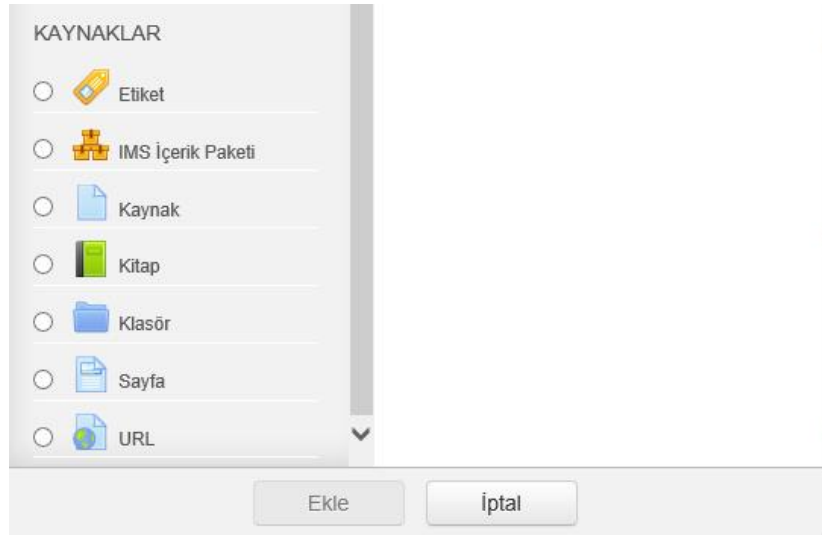 KAYNAKLAR
Etiket
IMS İçerik Paketi
Kaynak
Kitap
Klasör
Sayfa
URL
Ekle İptal